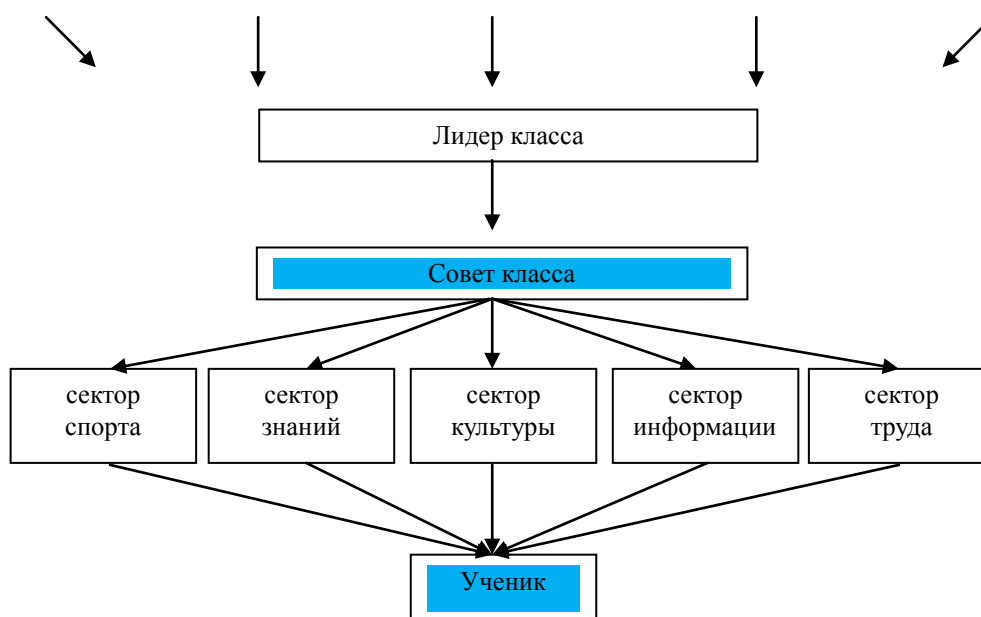 Лидер класса
Совет класса
сектор
спорта
сектор
знаний
сектор
культуры
сектор
информации
сектор
труда
Ученик